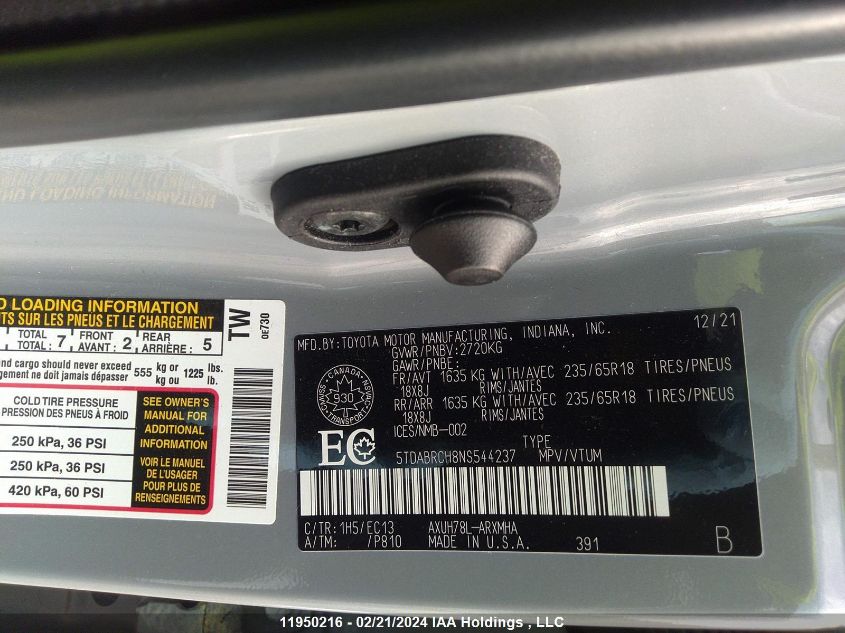 D LOADING INFORMATION
TS SUR LES PNEUS ET LE CHARGEMENT
TOTAL TOTAL : 7 FRONT AVANT : 2 REAR ARRIÈRE : 5
nd cargo should never exceed 555 kg or 1225 lbs.
rgement ne doit jamais dépasser kg ou lb.
COLD TIRE PRESSURE
PRESSION DES PNEUS À FROID
250 kPa, 36 PSI
250 kPa, 36 PSI
420 kPa, 60 PSI
SEE OWNER'S
MANUAL FOR
ADDITIONAL
INFORMATION
VOIR LE MANUEL
DE L'USAGER
POUR PLUS DE
RENSEIGNEMENTS
TW
0E730
MFD.BY:TOYOTA MOTOR MANUFACTURING, INDIANA, INC. 12/21
GVWR/PNBV:2720KG
GAWR/PNBE:
FR/AVT 1635 KG WITH/AVEC 235/65R18 TIRES/PNEUS
18X8J RIMS/JANTES
RR/ARR 1635 KG WITH/AVEC 235/65R18 TIRES/PNEUS
18X8J RIMS/JANTES
ICES/NMB-002
CANADA
930
TRANSPORT
EC
TYPE
5TDABRCH8NS544237 MPV/VTUM
C/TR: 1H5/EC13 AXUH78L-ARXMHA
A/TM: /P810 MADE IN U.S.A. 391 B
11950216 - 02/21/2024 IAA Holdings , LLC